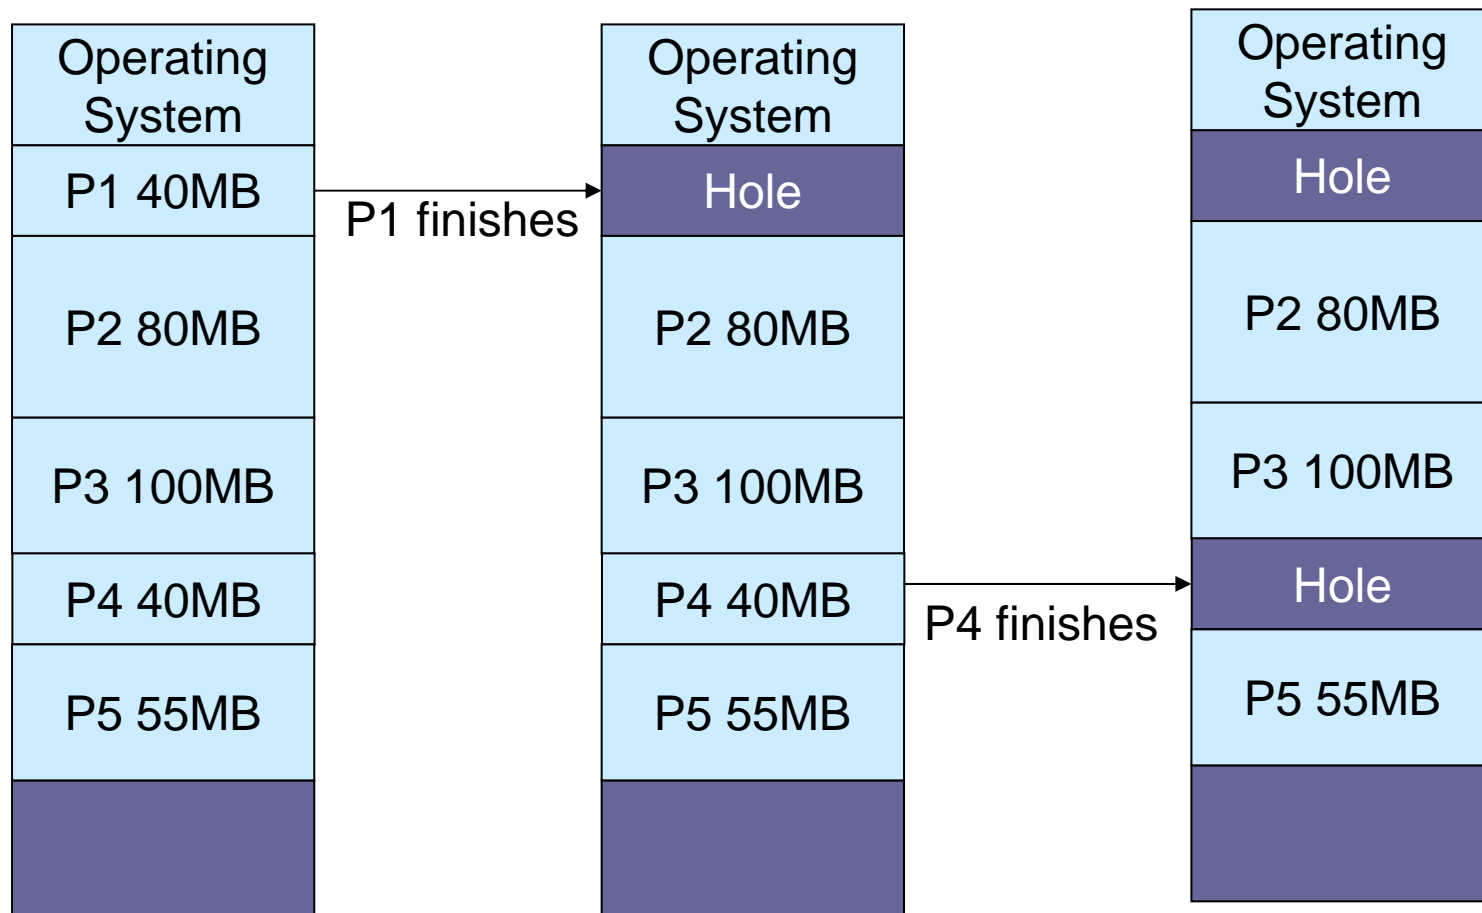 Operating
System
P1 40MB
P2 80MB
P3 100MB
P4 40MB
P5 55MB
P1 finishes
Operating
System
Hole
P2 80MB
P3 100MB
P4 40MB
P5 55MB
P4 finishes
Operating
System
Hole
P2 80MB
P3 100MB
Hole
P5 55MB